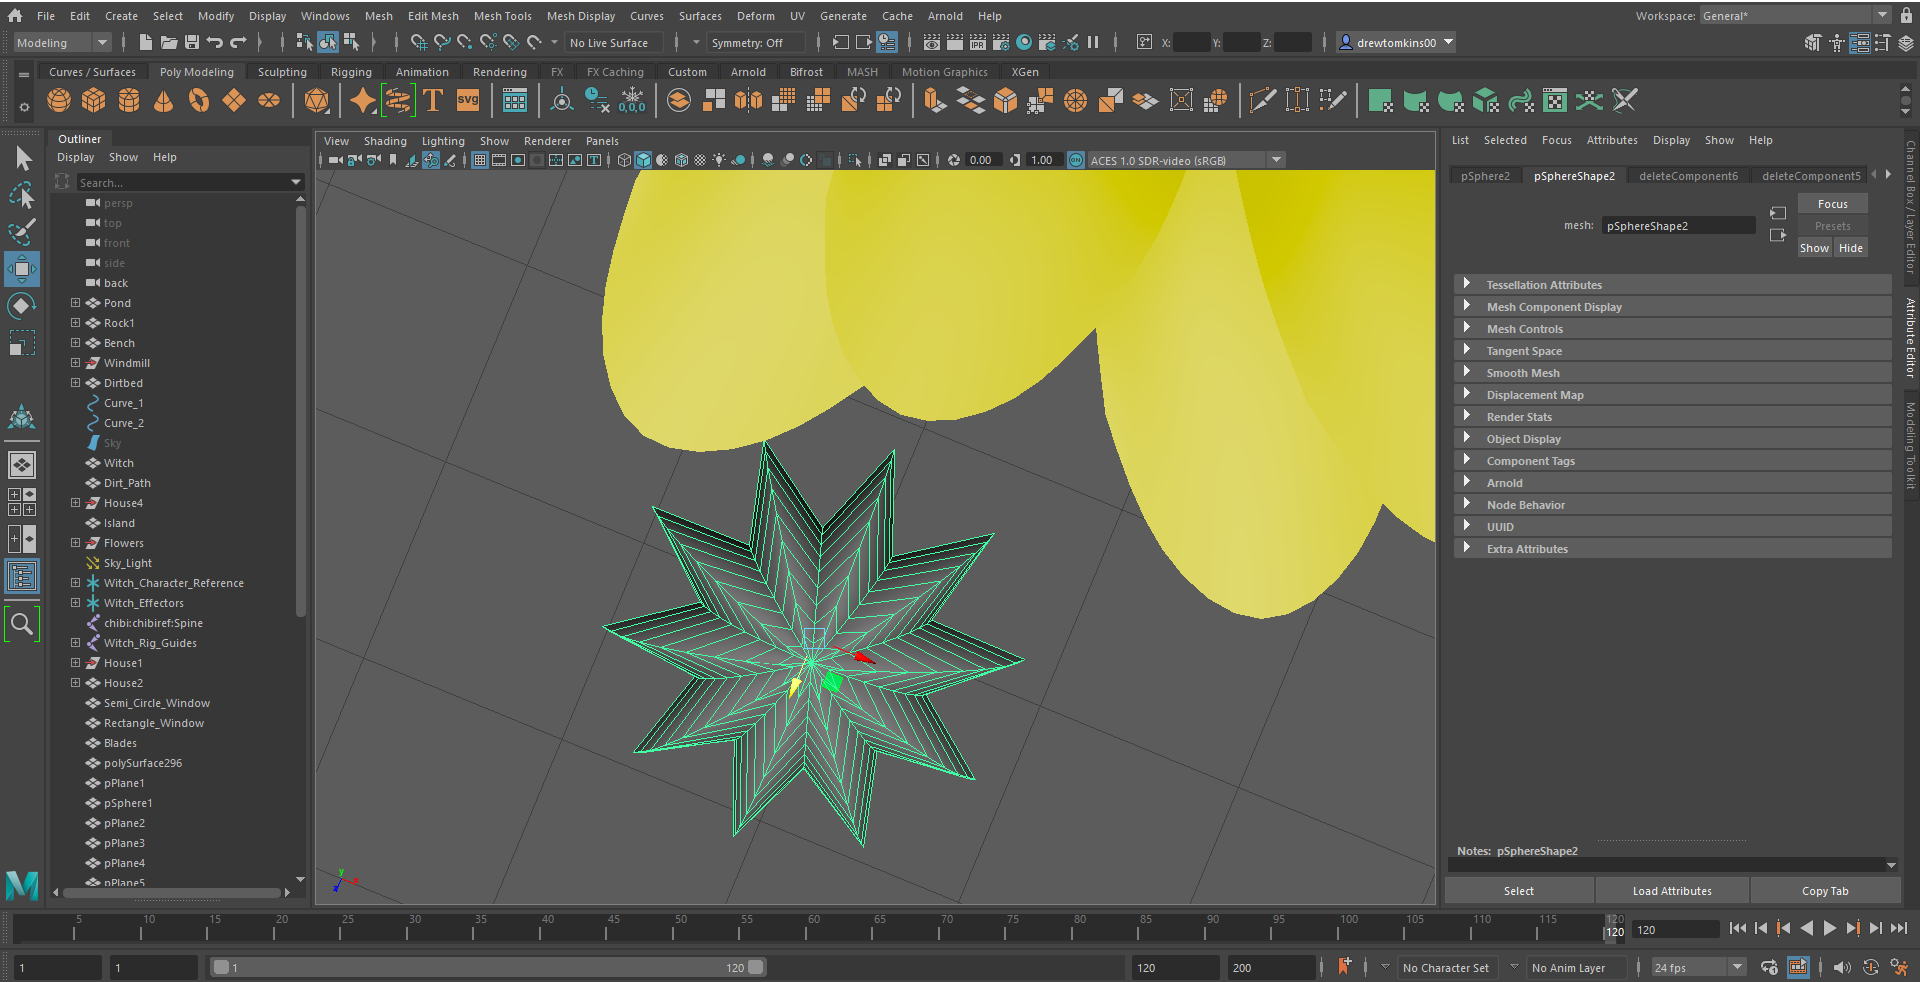 File Edit Create Select Modify Display Windows Mesh Edit Mesh Mesh Tools Mesh Display Curves Surfaces Deform UV Generate Cache Arnold Help Workspace: General*
Modeling No Live Surface Symmetry: Off IPR X: Y: Z: drewtomkins00
Curves / Surfaces Poly Modeling Sculpting Rigging Animation Rendering FX FX Caching Custom Arnold Bifrost MASH Motion Graphics XGen
T svg 0,0,0
Outliner
Display Show Help
Search...
persp
top
front
side
back
Pond
Rock1
Bench
Windmill
Dirtbed
Curve_1
Curve_2
Sky
Witch
Dirt_Path
House4
Island
Flowers
Sky_Light
Witch_Character_Reference
Witch_Effectors
chibi:chibiref:Spine
Witch_Rig_Guides
House1
House2
Semi_Circle_Window
Rectangle_Window
Blades
polySurface296
pPlane1
pSphere1
pPlane2
pPlane3
pPlane4
pPlane5
View Shading Lighting Show Renderer Panels
0.00 1.00 ON ACES 1.0 SDR-video (sRGB)
y
z x
List Selected Focus Attributes Display Show Help
pSphere2 pSphereShape2 deleteComponent6 deleteComponent5
Focus
mesh: pSphereShape2 Presets
Show Hide
Tessellation Attributes
Mesh Component Display
Mesh Controls
Tangent Space
Smooth Mesh
Displacement Map
Render Stats
Object Display
Component Tags
Arnold
Node Behavior
UUID
Extra Attributes
Notes: pSphereShape2
Select Load Attributes Copy Tab
Channel Box / Layer Editor
Attribute Editor
Modeling Toolkit
M
5 10 15 20 25 30 35 40 45 50 55 60 65 70 75 80 85 90 95 100 105 110 115 120
120 120
1 1 1 120 120 200 No Character Set No Anim Layer 24 fps